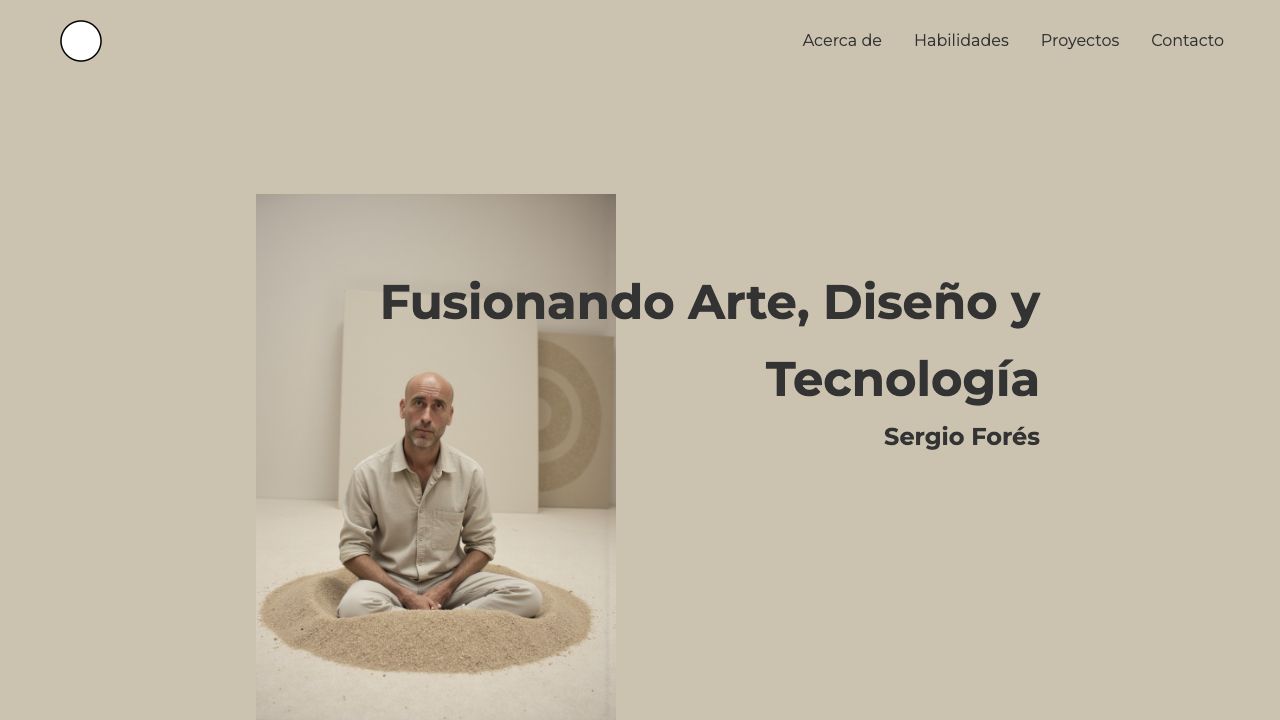 Acerca de
Habilidades
Proyectos
Contacto
Fusionando Arte, Diseño y
Tecnología
Sergio Forés